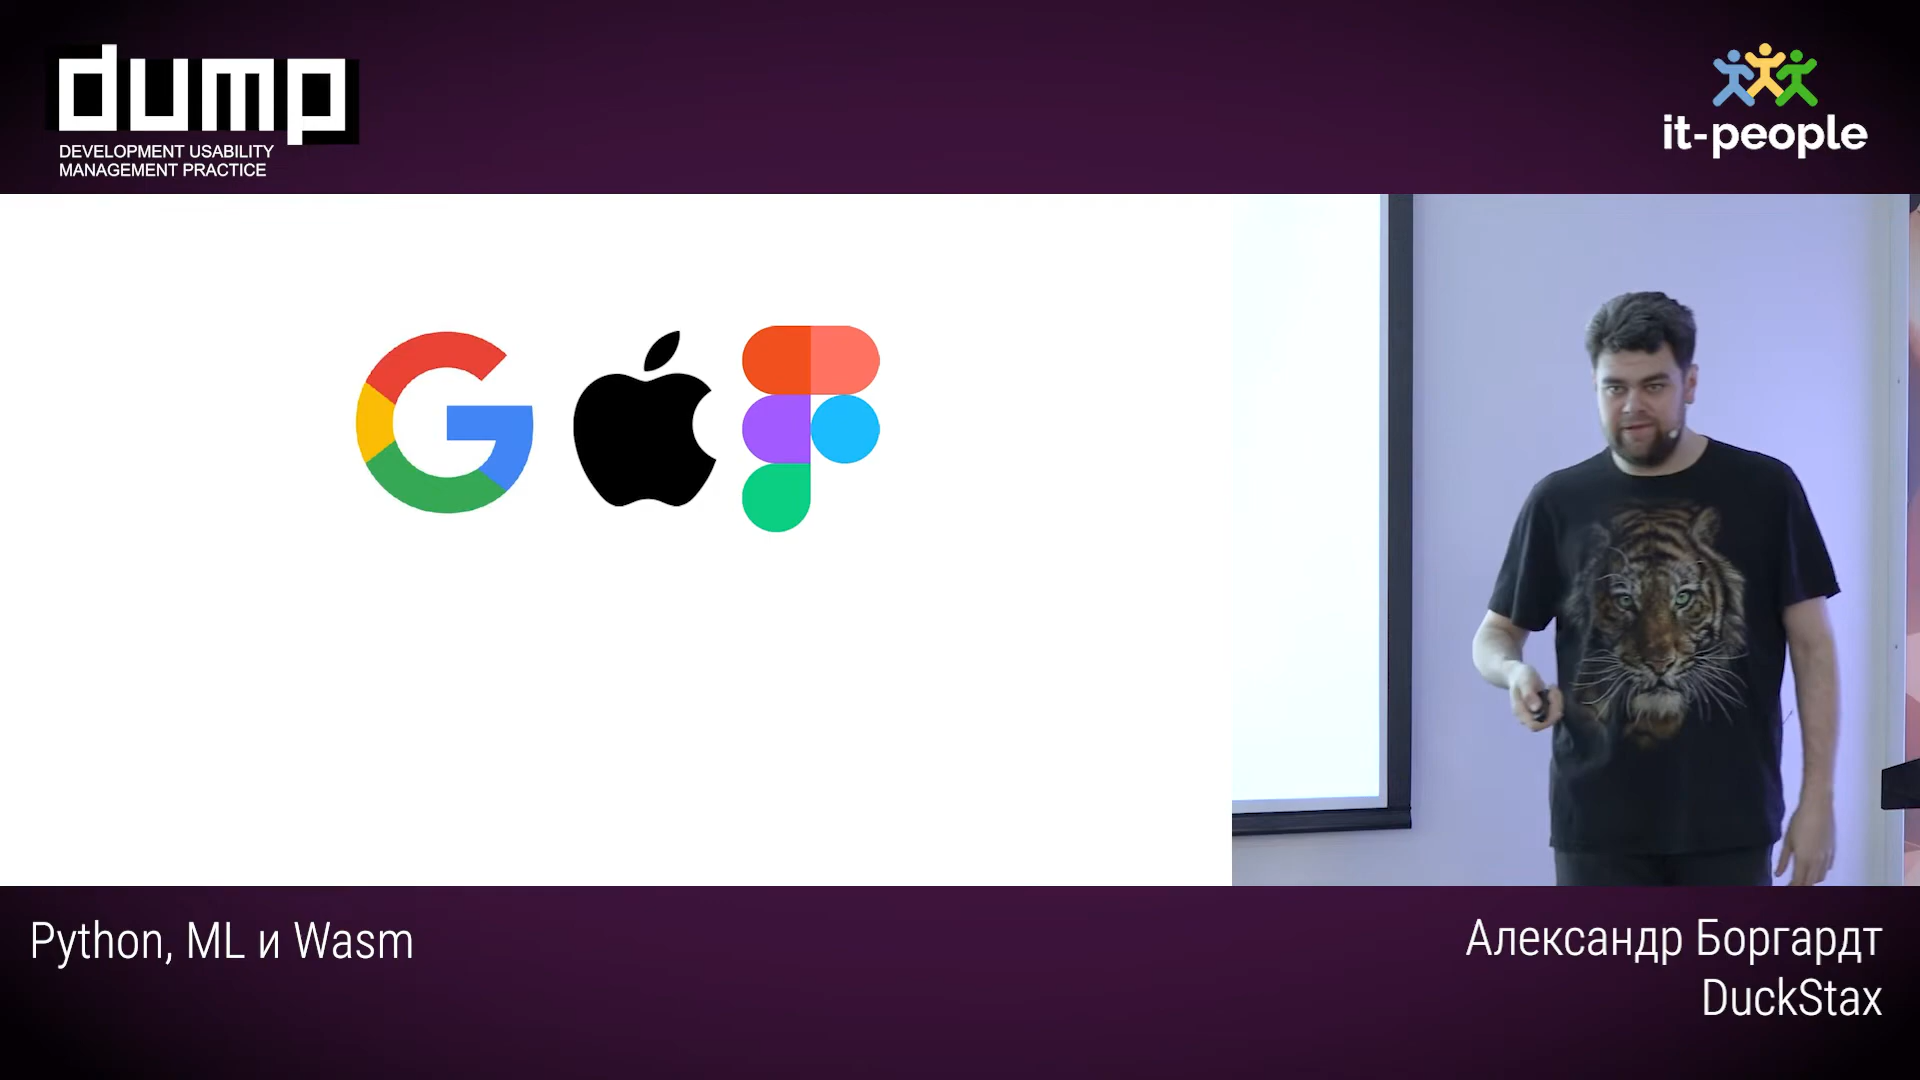 dump
DEVELOPMENT USABILITY
MANAGEMENT PRACTICE
it-people
Python, ML и Wasm
Александр Боргардт
DuckStax